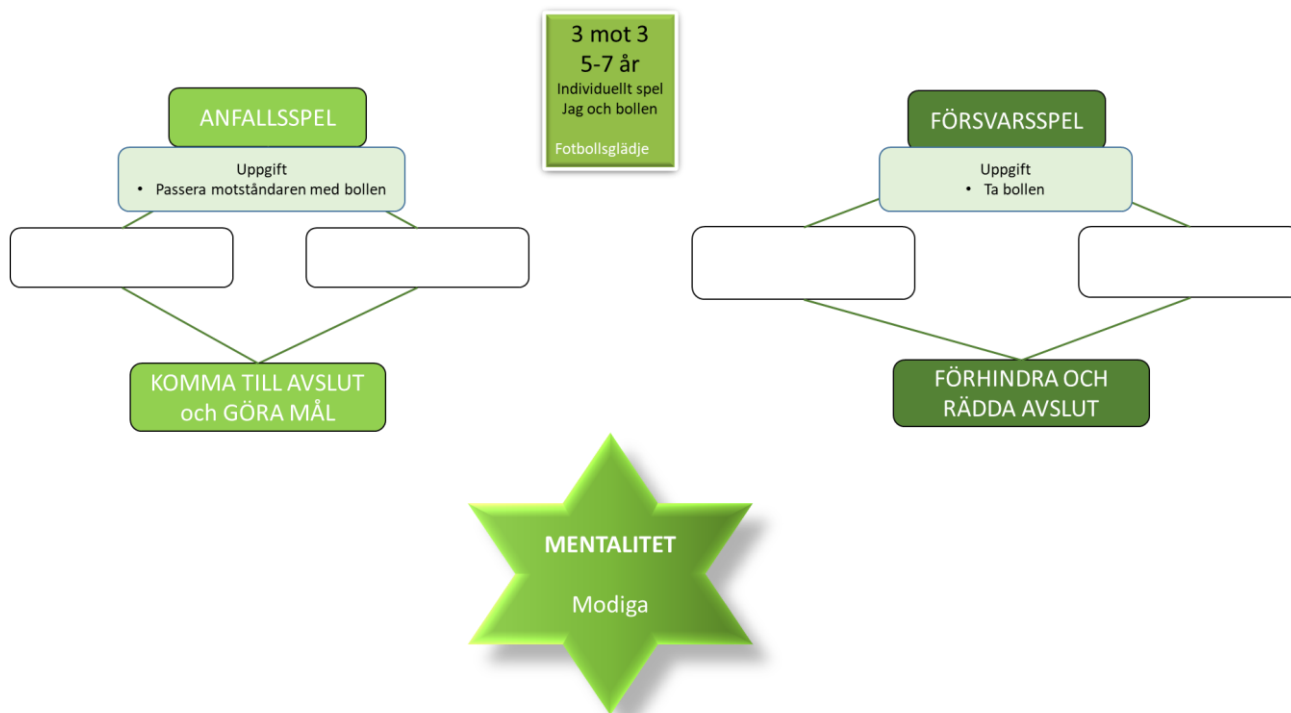 3 mot 3
5-7 år
Individuellt spel
Jag och bollen
Fotbollsglädje
ANFALLSSPEL
Uppgift
• Passera motståndaren med bollen
KOMMA TILL AVSLUT
och GÖRA MÅL
FÖRSVARSSPEL
Uppgift
• Ta bollen
FÖRHINDRA OCH
RÄDDA AVSLUT
MENTALITET
Modiga